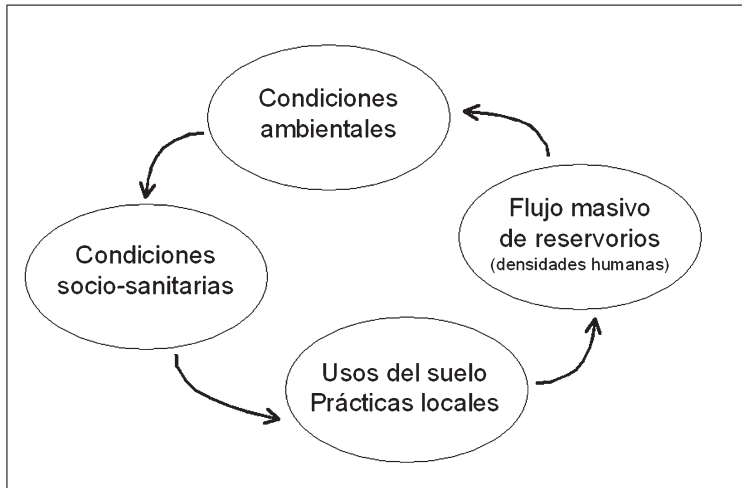 Condiciones
ambientales
Flujo masivo
de reservorios
(densidades humanas)
Condiciones
socio-sanitarias
Usos del suelo
Prácticas locales